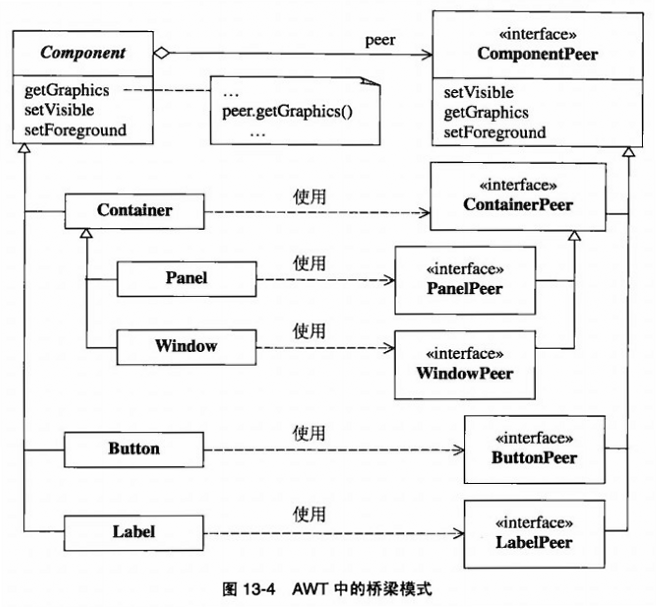 Component
peer
«interface»
ComponentPeer
getGraphics
setVisible
setForeground
...
peer.getGraphics()
...
setVisible
getGraphics
setForeground
Container
使用
«interface»
ContainerPeer
Panel
使用
«interface»
PanelPeer
Window
使用
«interface»
WindowPeer
Button
使用
«interface»
ButtonPeer
Label
使用
«interface»
LabelPeer
图 13-4 AWT 中的桥梁模式